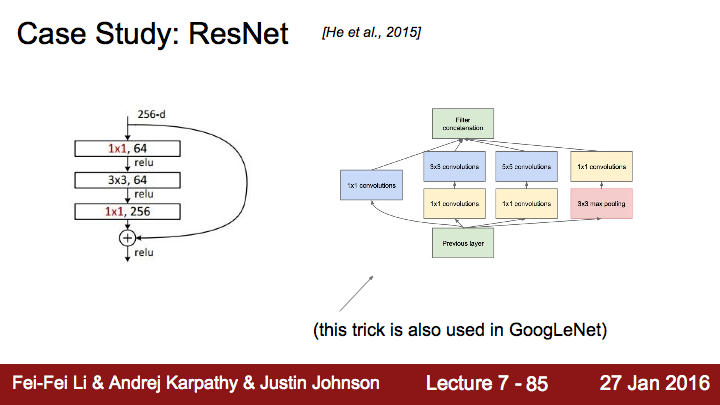 Case Study: ResNet
[He et al., 2015]
256-d
1x1, 64
relu
3x3, 64
relu
1x1, 256
relu
Filter
concatenation
3x3 convolutions
5x5 convolutions
1x1 convolutions
1x1 convolutions
1x1 convolutions
1x1 convolutions
3x3 max pooling
Previous layer
(this trick is also used in GoogLeNet)
Fei-Fei Li & Andrej Karpathy & Justin Johnson
Lecture 7 - 85
27 Jan 2016